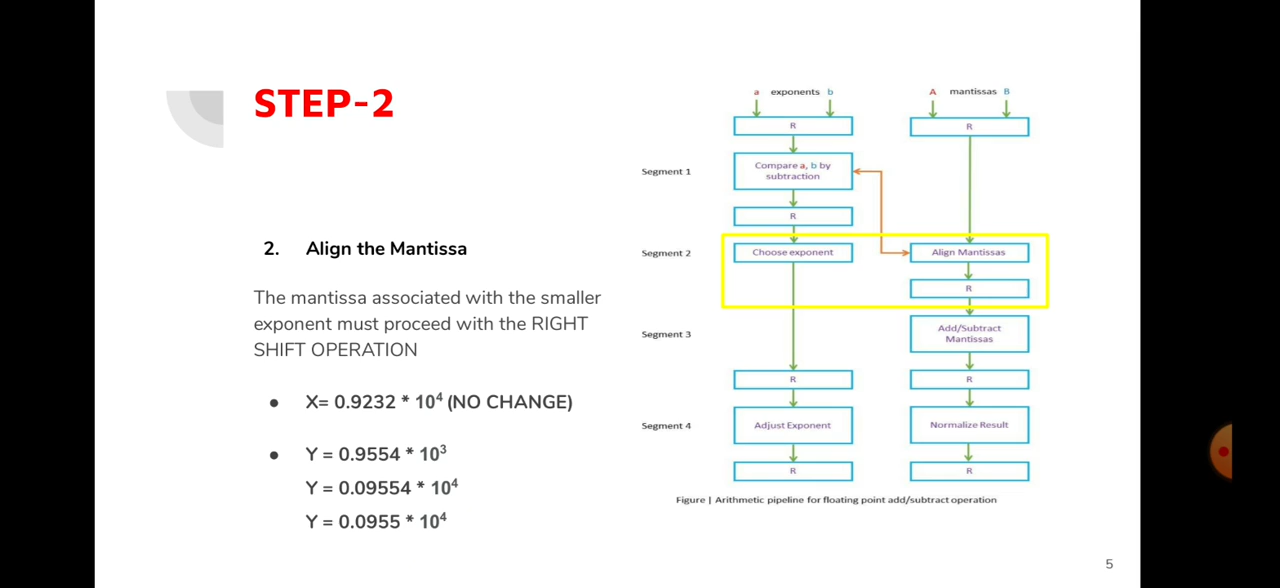 STEP-2
2. Align the Mantissa
The mantissa associated with the smaller
exponent must proceed with the RIGHT
SHIFT OPERATION
● X= 0.9232 * 10⁴ (NO CHANGE)
● Y = 0.9554 * 10³
Y = 0.09554 * 10⁴
Y = 0.0955 * 10⁴
a exponents b
A mantissas B
R
R
Segment 1
Compare a, b by
subtraction
R
Segment 2
Choose exponent
Align Mantissas
R
Segment 3
Add/Subtract
Mantissas
R
R
Segment 4
Adjust Exponent
Normalize Result
R
R
Figure | Arithmetic pipeline for floating point add/subtract operation
5